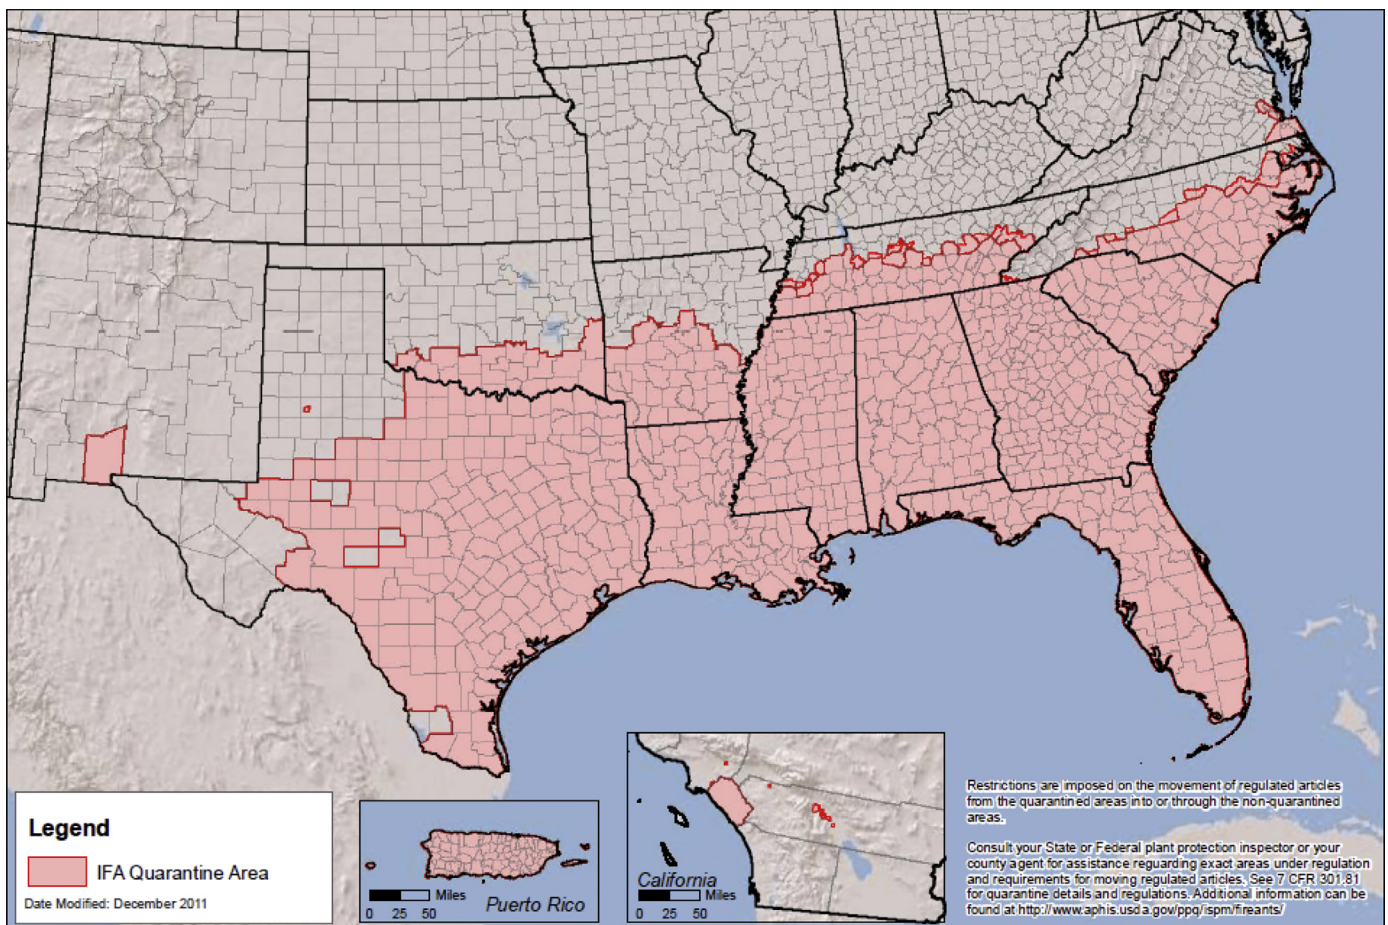 Legend
IFA Quarantine Area
Date Modified: December 2011
Miles
0 25 50
Puerto Rico
California
Miles
0 25 50
Restrictions are imposed on the movement of regulated articles
from the quarantined areas into or through the non-quarantined
areas.
Consult your State or Federal plant protection inspector or your
county agent for assistance reguarding exact areas under regulation
and requirements for moving regulated articles. See 7 CFR 301.81
for quarantine details and regulations. Additional information can be
found at http://www.aphis.usda.gov/ppq/ispm/fireants/